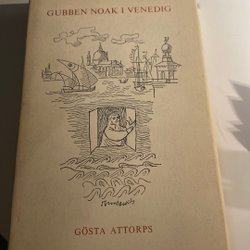 GUBBEN NOAK I VENEDIG
GÖSTA ATTORPS